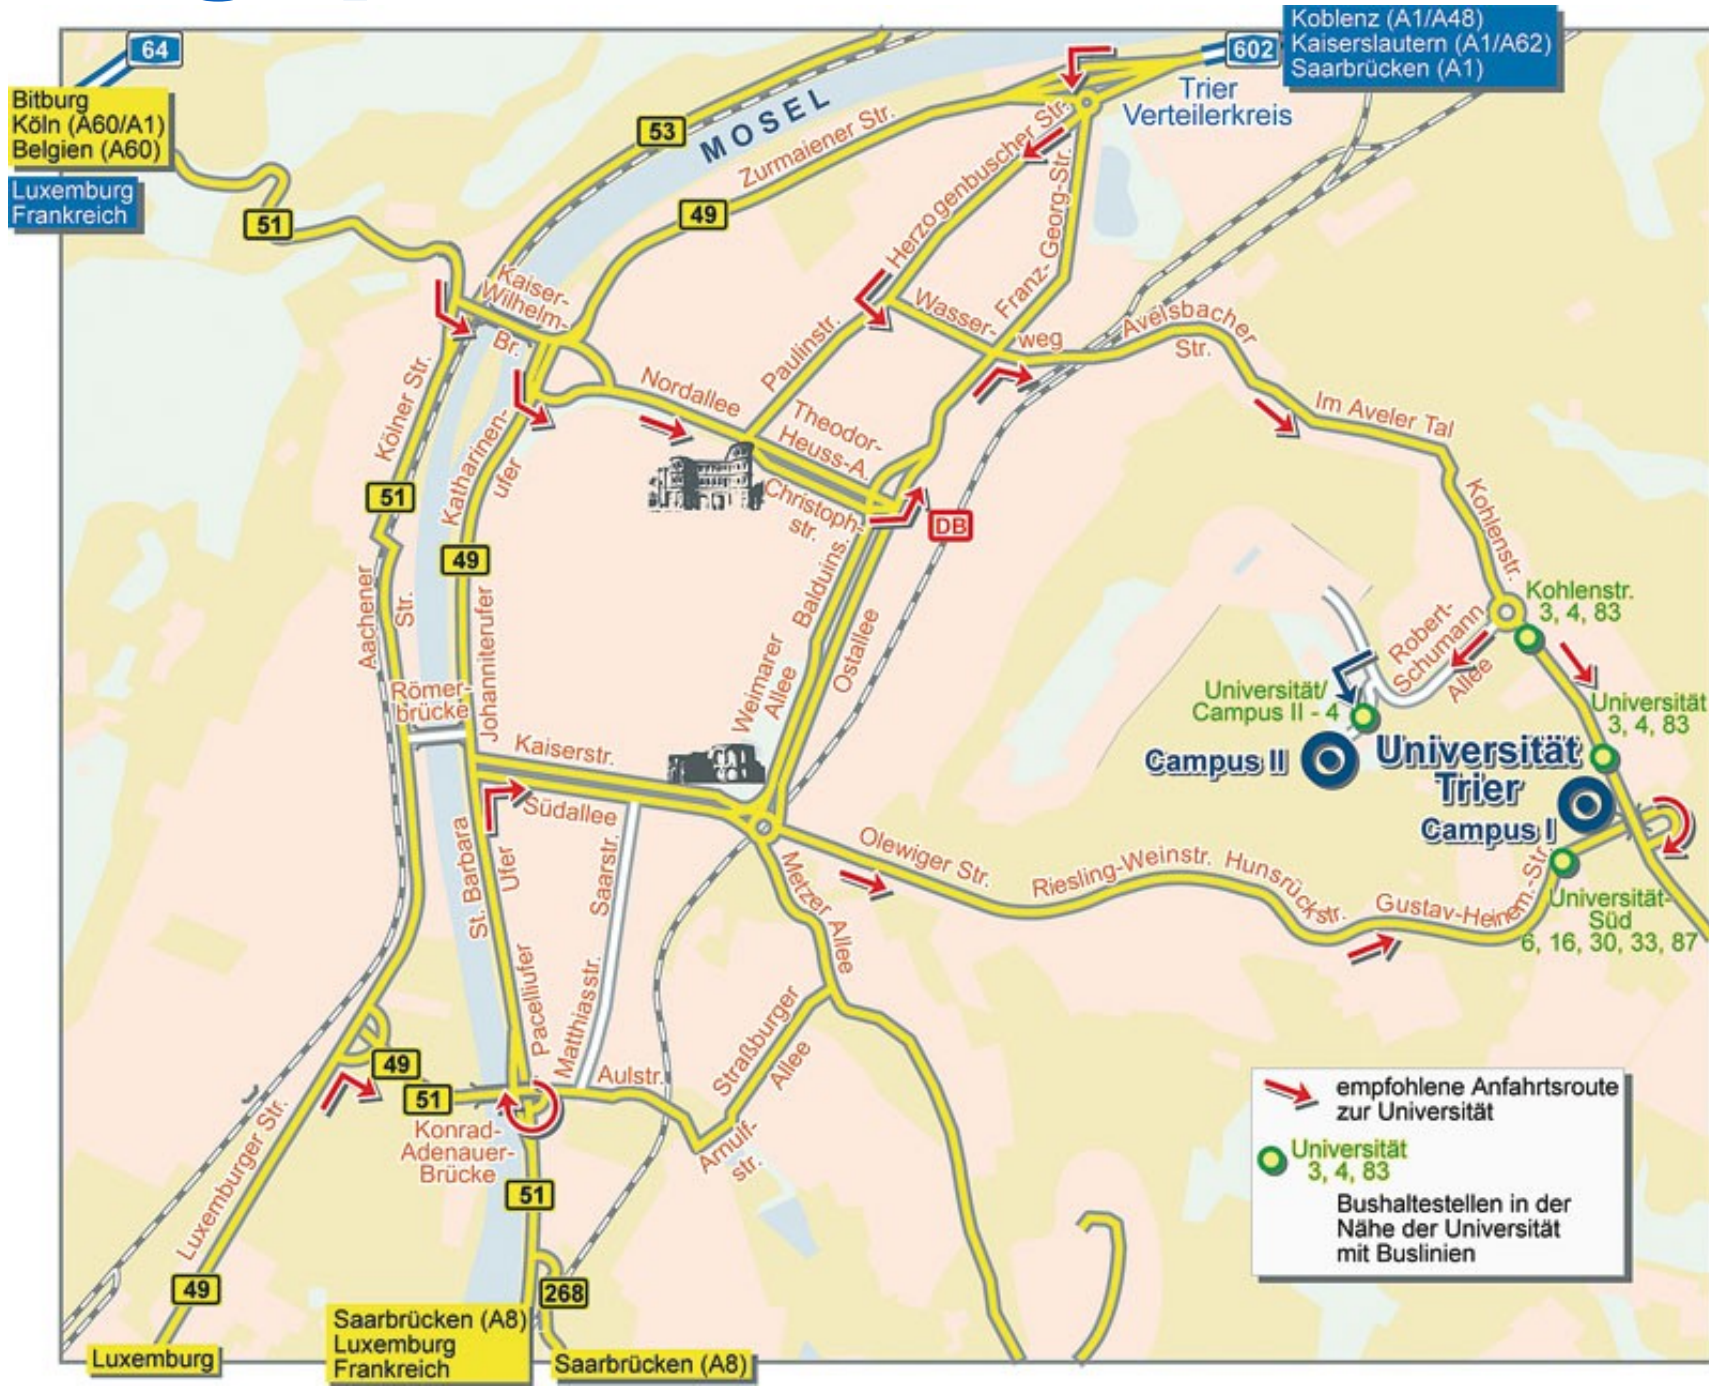 64
Bitburg
Köln (A60/A1)
Belgien (A60)
Luxemburg
Frankreich
51
53
MOSEL
Zurmaiener Str.
49
602
Koblenz (A1/A48)
Kaiserslautern (A1/A62)
Saarbrücken (A1)
Trier
Verteilerkreis
Herzogenbuscher Str.
Franz-Georg-Str.
Kaiser-
Wilhelm-
Br.
Wasser-
weg
Avelsbacher
Str.
Paulinstr.
Nordallee
Im Aveler Tal
Kölner Str.
Katharinen-
ufer
Theodor-
Heuss-A.
Christoph-
str.
51
DB
Kohlenstr.
49
Aachener
Str.
Johanniterufer
Balduins.
Kohlenstr.
3, 4, 83
Robert-
Schumann
Allee
Weimarer
Allee
Ostallee
Römer-
brücke
Universität/
Campus II - 4
Universität
3, 4, 83
Kaiserstr.
Campus II
Universität
Trier
Campus I
Südallee
St. Barbara
Ufer
Saarstr.
Olewiger Str.
Metzer Allee
Riesling-Weinstr.
Hunsrückstr.
Gustav-Heinem.-Str.
Universität-
Süd
6, 16, 30, 33, 87
Pacelliufer
Matthiasstr.
Straßburger
Allee
49
51
Aulstr.
Konrad-
Adenauer-
Brücke
Arnulf-
str.
Luxemburger Str.
51
49
268
Luxemburg
Saarbrücken (A8)
Luxemburg
Frankreich
Saarbrücken (A8)
empfohlene Anfahrtsroute
zur Universität
Universität
3, 4, 83
Bushaltestellen in der
Nähe der Universität
mit Buslinien